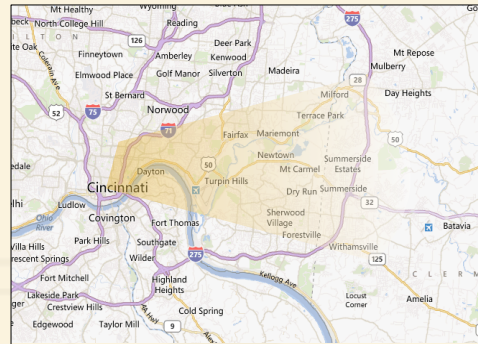 Mt Healthy
Wyoming
North College Hill
Reading
275
126
Deer Park
Mt Repose
Finneytown
Amberley
Kenwood
Mulberry
Colerain Ave
Elmwood Place
Golf Manor
Silverton
Madeira
28
St Bernard
Milford
Day Heights
75
52
Norwood
Terrace Park
71
Fairfax
Mariemont
50
Newtown
Summerside
Estates
Dayton
50
Mt Carmel
Turpin Hills
Cincinnati
Dry Run
Summerside
Ludlow
32
Ohio
River
Covington
Fort Thomas
Sherwood
Village
Batavia
Villa Hills
Park Hills
Southgate
Forestville
Withamsville
Crescent Springs
Wilder
275
125
Fort Mitchell
Highland
Heights
Kellogg Ave
C L E R M
Lakeside Park
Locust
Corner
Amelia
Crestview Hills
Cold Spring
Edgewood
Taylor Mill
9